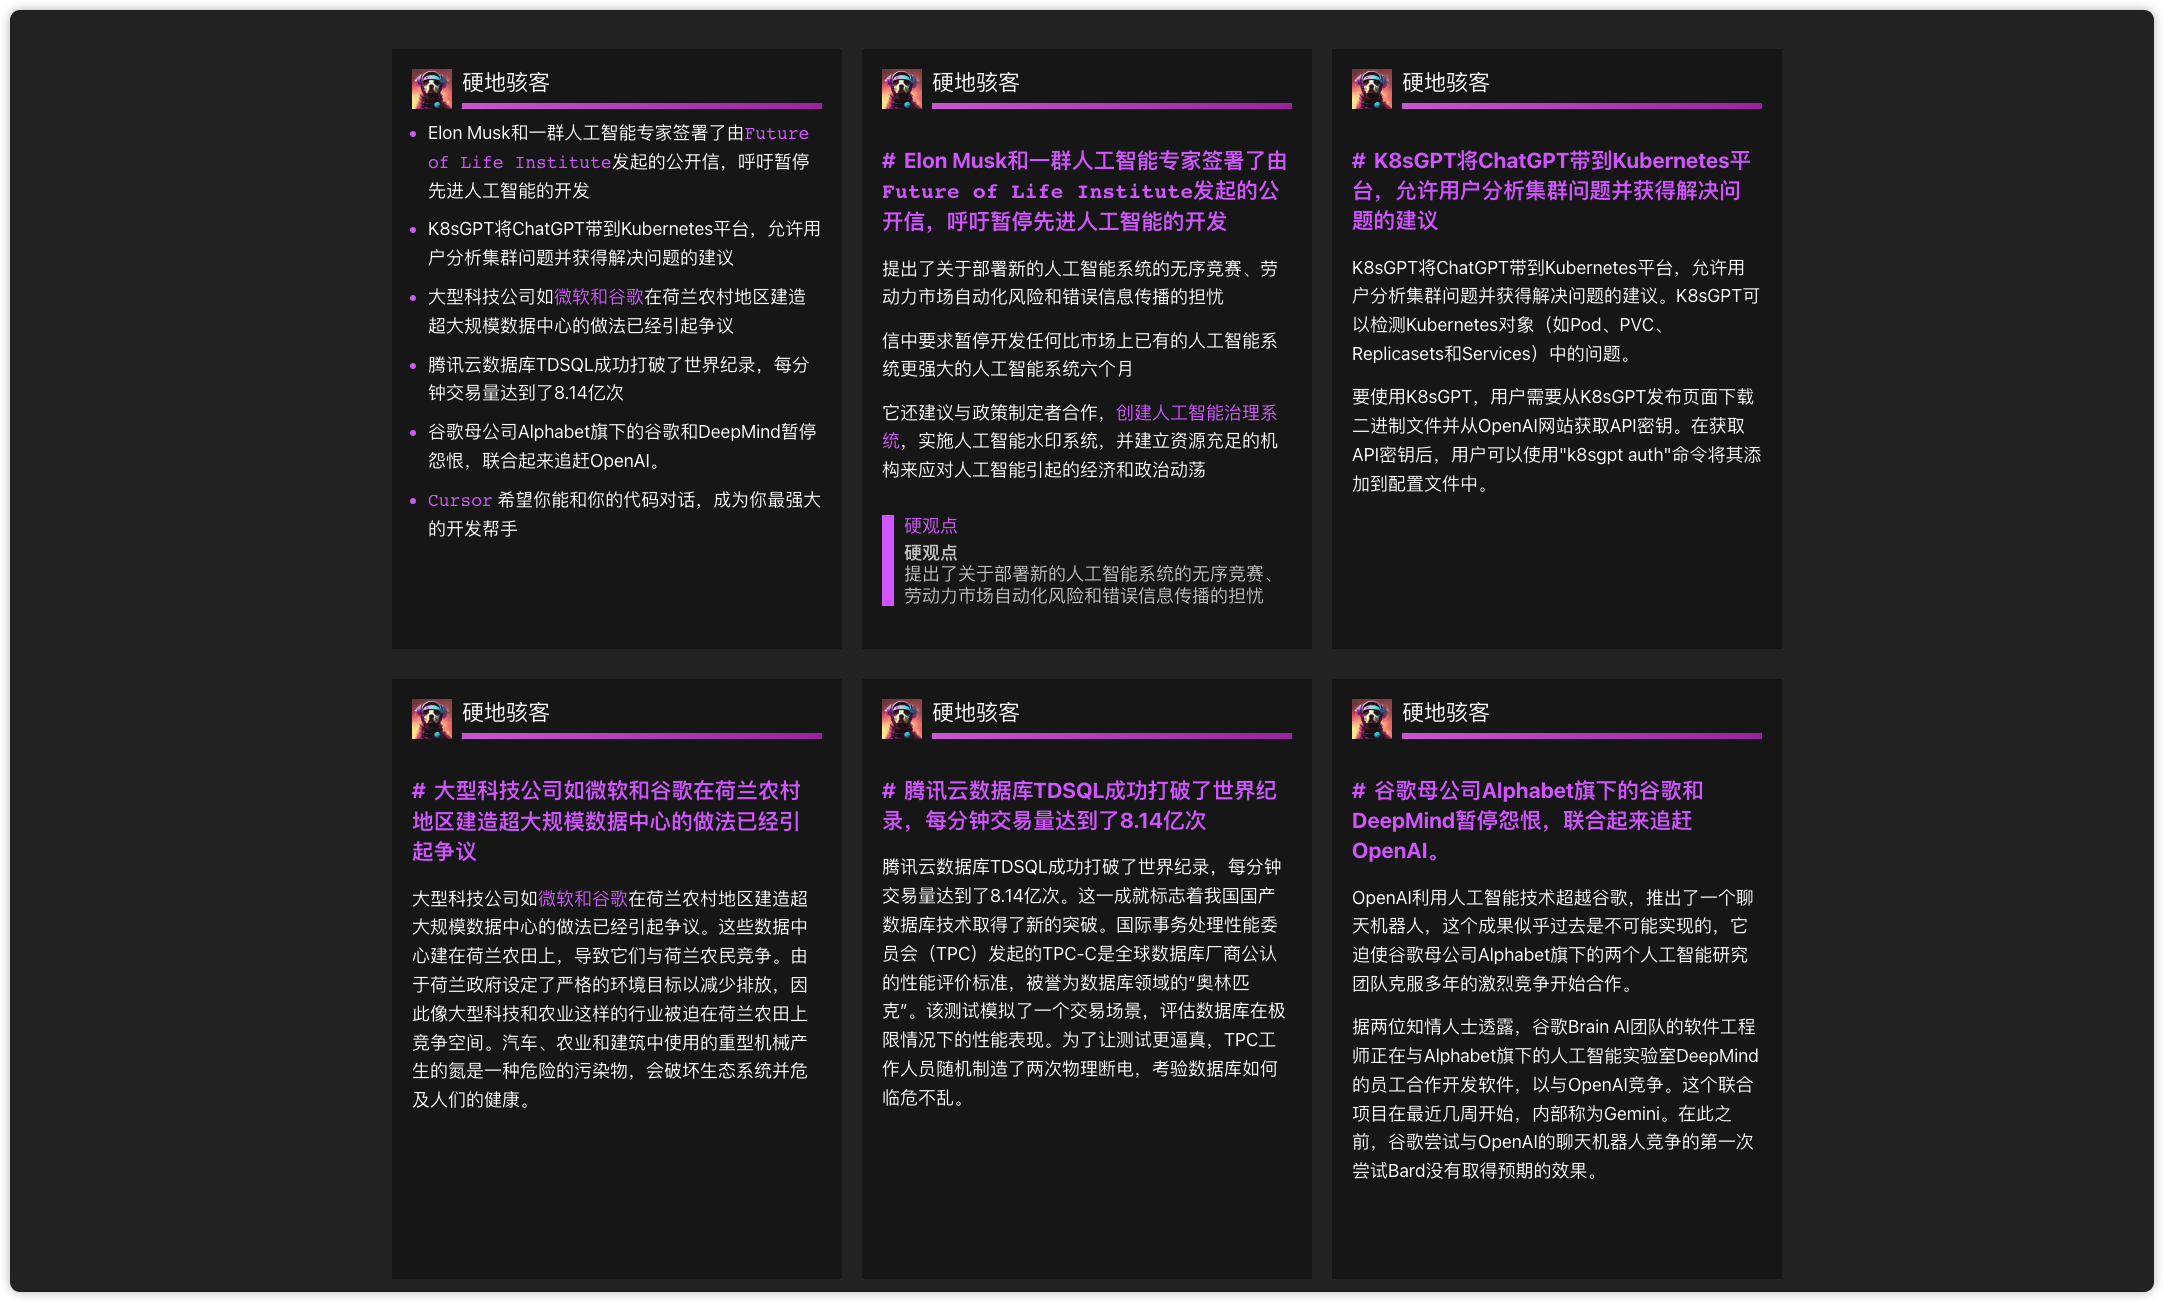 硬地骇客
Elon Musk和一群人工智能专家签署了由Future
of Life Institute发起的公开信，呼吁暂停
先进人工智能的开发
K8sGPT将ChatGPT带到Kubernetes平台，允许用
户分析集群问题并获得解决问题的建议
大型科技公司如微软和谷歌在荷兰农村地区建造
超大规模数据中心的做法已经引起争议
腾讯云数据库TDSQL成功打破了世界纪录，每分
钟交易量达到了8.14亿次
谷歌母公司Alphabet旗下的谷歌和DeepMind暂停
怨恨，联合起来追赶OpenAI。
Cursor 希望你能和你的代码对话，成为你最强大
的开发帮手
硬地骇客
# Elon Musk和一群人工智能专家签署了由
Future of Life Institute发起的公
开信，呼吁暂停先进人工智能的开发
提出了关于部署新的人工智能系统的无序竞赛、劳
动力市场自动化风险和错误信息传播的担忧
信中要求暂停开发任何比市场上已有的人工智能系
统更强大的人工智能系统六个月
它还建议与政策制定者合作，创建人工智能治理系
统，实施人工智能水印系统，并建立资源充足的机
构来应对人工智能引起的经济和政治动荡
硬观点
硬观点
提出了关于部署新的人工智能系统的无序竞赛、
劳动力市场自动化风险和错误信息传播的担忧
硬地骇客
# K8sGPT将ChatGPT带到Kubernetes平
台，允许用户分析集群问题并获得解决问
题的建议
K8sGPT将ChatGPT带到Kubernetes平台，允许用
户分析集群问题并获得解决问题的建议。K8sGPT可
以检测Kubernetes对象（如Pod、PVC、
Replicasets和Services）中的问题。
要使用K8sGPT，用户需要从K8sGPT发布页面下载
二进制文件并从OpenAI网站获取API密钥。在获取
API密钥后，用户可以使用"k8sgpt auth"命令将其添
加到配置文件中。
硬地骇客
# 大型科技公司如微软和谷歌在荷兰农村
地区建造超大规模数据中心的做法已经引
起争议
大型科技公司如微软和谷歌在荷兰农村地区建造超
大规模数据中心的做法已经引起争议。这些数据中
心建在荷兰农田上，导致它们与荷兰农民竞争。由
于荷兰政府设定了严格的环境目标以减少排放，因
此像大型科技和农业这样的行业被迫在荷兰农田上
竞争空间。汽车、农业和建筑中使用的重型机械产
生的氮是一种危险的污染物，会破坏生态系统并危
及人们的健康。
硬地骇客
# 腾讯云数据库TDSQL成功打破了世界纪
录，每分钟交易量达到了8.14亿次
腾讯云数据库TDSQL成功打破了世界纪录，每分钟
交易量达到了8.14亿次。这一成就标志着我国国产
数据库技术取得了新的突破。国际事务处理性能委
员会（TPC）发起的TPC-C是全球数据库厂商公认
的性能评价标准，被誉为数据库领域的“奥林匹
克”。该测试模拟了一个交易场景，评估数据库在极
限情况下的性能表现。为了让测试更逼真，TPC工
作人员随机制造了两次物理断电，考验数据库如何
临危不乱。
硬地骇客
# 谷歌母公司Alphabet旗下的谷歌和
DeepMind暂停怨恨，联合起来追赶
OpenAI。
OpenAI利用人工智能技术超越谷歌，推出了一个聊
天机器人，这个成果似乎过去是不可能实现的，它
迫使谷歌母公司Alphabet旗下的两个人工智能研究
团队克服多年的激烈竞争开始合作。
据两位知情人士透露，谷歌Brain AI团队的软件工程
师正在与Alphabet旗下的人工智能实验室DeepMind
的员工合作开发软件，以与OpenAI竞争。这个联合
项目在最近几周开始，内部称为Gemini。在此之
前，谷歌尝试与OpenAI的聊天机器人竞争的第一次
尝试Bard没有取得预期的效果。